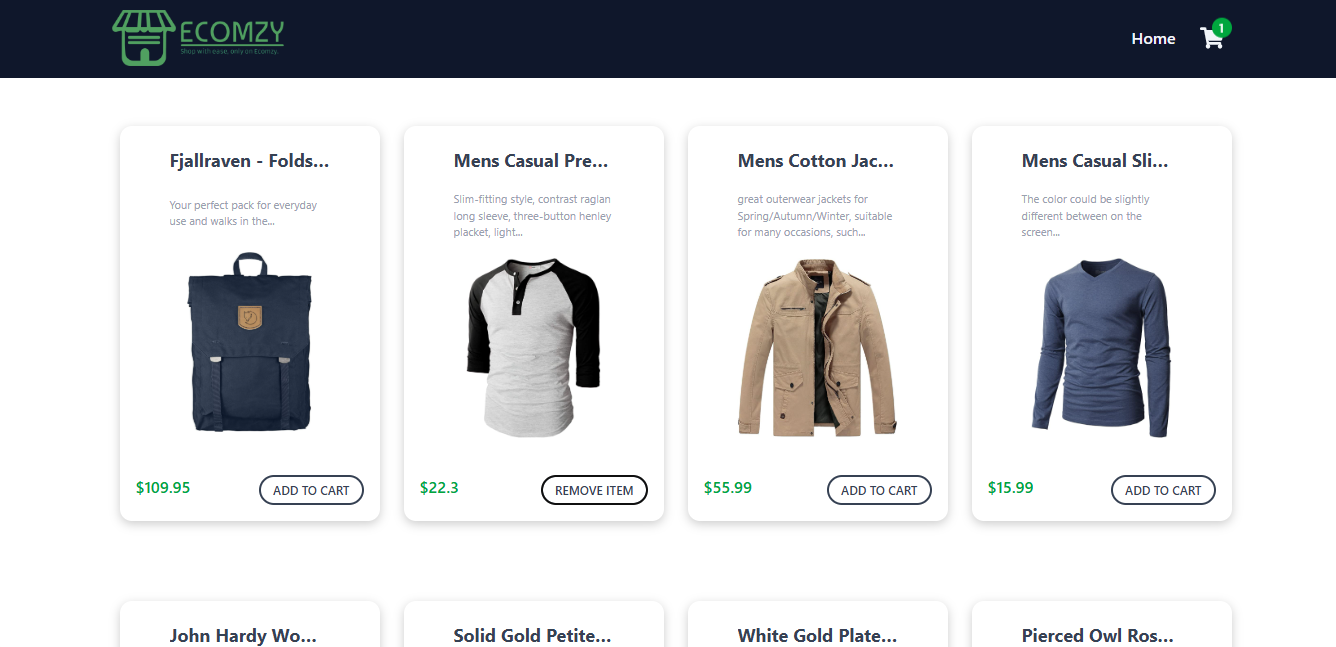 ECOMZY
Shop with ease, only on Ecomzy.
Home
1
Fjallraven - Folds...
Your perfect pack for everyday
use and walks in the...
$109.95
ADD TO CART
Mens Casual Pre...
Slim-fitting style, contrast raglan
long sleeve, three-button henley
placket, light...
$22.3
REMOVE ITEM
Mens Cotton Jac...
great outerwear jackets for
Spring/Autumn/Winter, suitable
for many occasions, such...
$55.99
ADD TO CART
Mens Casual Sli...
The color could be slightly
different between on the
screen...
$15.99
ADD TO CART
John Hardy Wo...
Solid Gold Petite...
White Gold Plate...
Pierced Owl Ros...